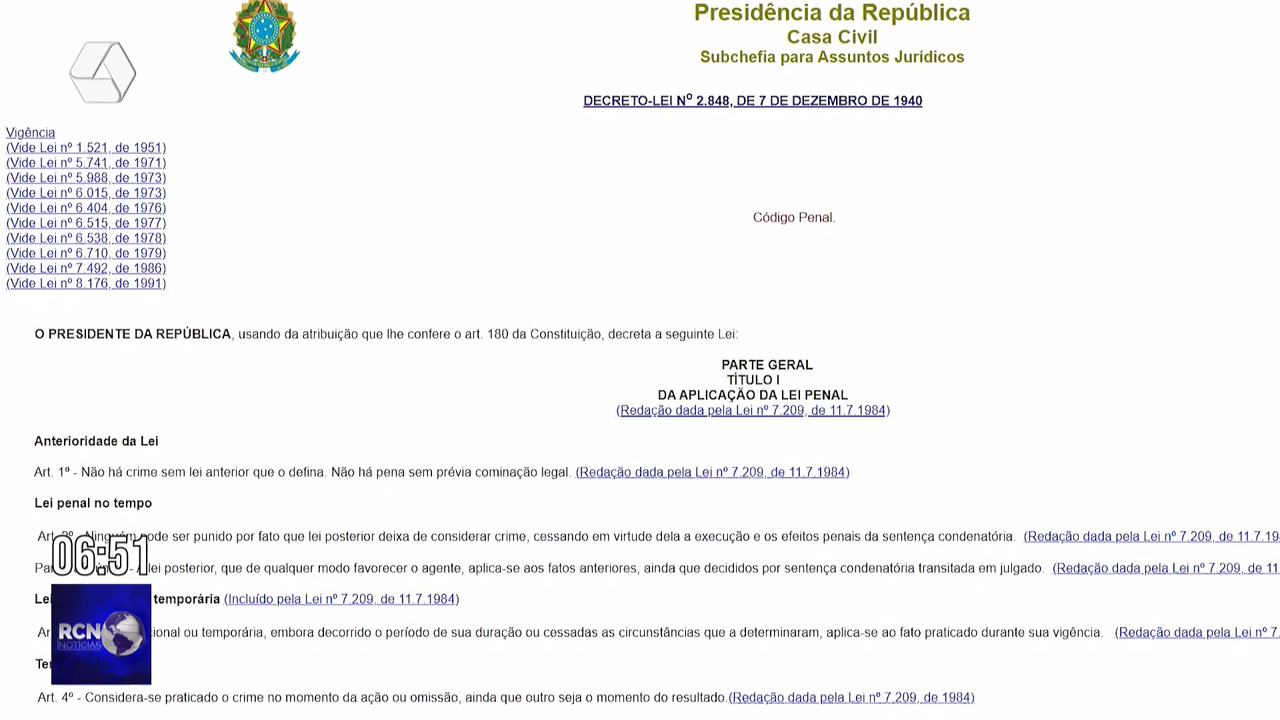 Presidência da República
Casa Civil
Subchefia para Assuntos Jurídicos
DECRETO-LEI Nº 2.848, DE 7 DE DEZEMBRO DE 1940
Vigência
(Vide Lei nº 1.521, de 1951)
(Vide Lei nº 5.741, de 1971)
(Vide Lei nº 5.988, de 1973)
(Vide Lei nº 6.015, de 1973)
(Vide Lei nº 6.404, de 1976)
(Vide Lei nº 6.515, de 1977)
(Vide Lei nº 6.538, de 1978)
(Vide Lei nº 6.710, de 1979)
(Vide Lei nº 7.492, de 1986)
(Vide Lei nº 8.176, de 1991)
Código Penal.
O PRESIDENTE DA REPÚBLICA, usando da atribuição que lhe confere o art. 180 da Constituição, decreta a seguinte Lei:
PARTE GERAL
TÍTULO I
DA APLICAÇÃO DA LEI PENAL
(Redação dada pela Lei nº 7.209, de 11.7.1984)
Anterioridade da Lei
Art. 1º - Não há crime sem lei anterior que o defina. Não há pena sem prévia cominação legal. (Redação dada pela Lei nº 7.209, de 11.7.1984)
Lei penal no tempo
Art. 2º - Ninguém pode ser punido por fato que lei posterior deixa de considerar crime, cessando em virtude dela a execução e os efeitos penais da sentença condenatória. (Redação dada pela Lei nº 7.209, de 11.7.19
lei posterior, que de qualquer modo favorecer o agente, aplica-se aos fatos anteriores, ainda que decididos por sentença condenatória transitada em julgado. (Redação dada pela Lei nº 7.209, de 11
06:51
Lei temporária (Incluído pela Lei nº 7.209, de 11.7.1984)
ional ou temporária, embora decorrido o período de sua duração ou cessadas as circunstâncias que a determinaram, aplica-se ao fato praticado durante sua vigência. (Redação dada pela Lei nº 7.
RCN
NOTÍCIAS
Art. 4º - Considera-se praticado o crime no momento da ação ou omissão, ainda que outro seja o momento do resultado.(Redação dada pela Lei nº 7.209, de 1984)